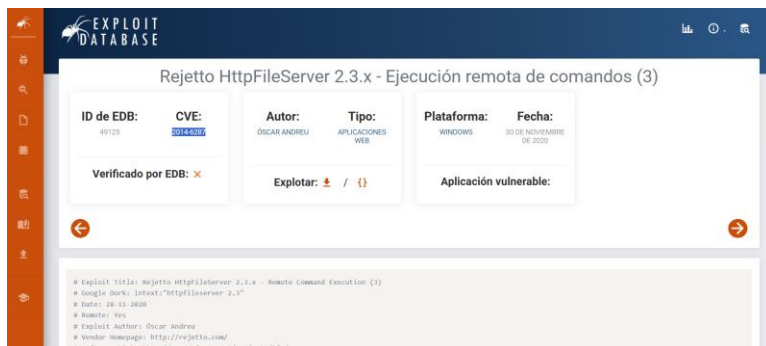 EXPLOIT
DATABASE
Rejetto HttpFileServer 2.3.x - Ejecución remota de comandos (3)
ID de EDB:
49125
CVE:
2014-6287
Verificado por EDB: ×
Autor:
ÓSCAR ANDREU
Tipo:
APLICACIONES
WEB
Explotar: / {}
Plataforma:
WINDOWS
Fecha:
30 DE NOVIEMBRE
DE 2020
Aplicación vulnerable:
# Exploit Title: Rejetto HttpFileServer 2.3.x - Remote Command Execution (3)
# Google Dork: intext:"httpfileserver 2.3"
# Date: 28-11-2020
# Remote: Yes
# Exploit Author: Óscar Andreu
# Vendor Homepage: http://rejetto.com/